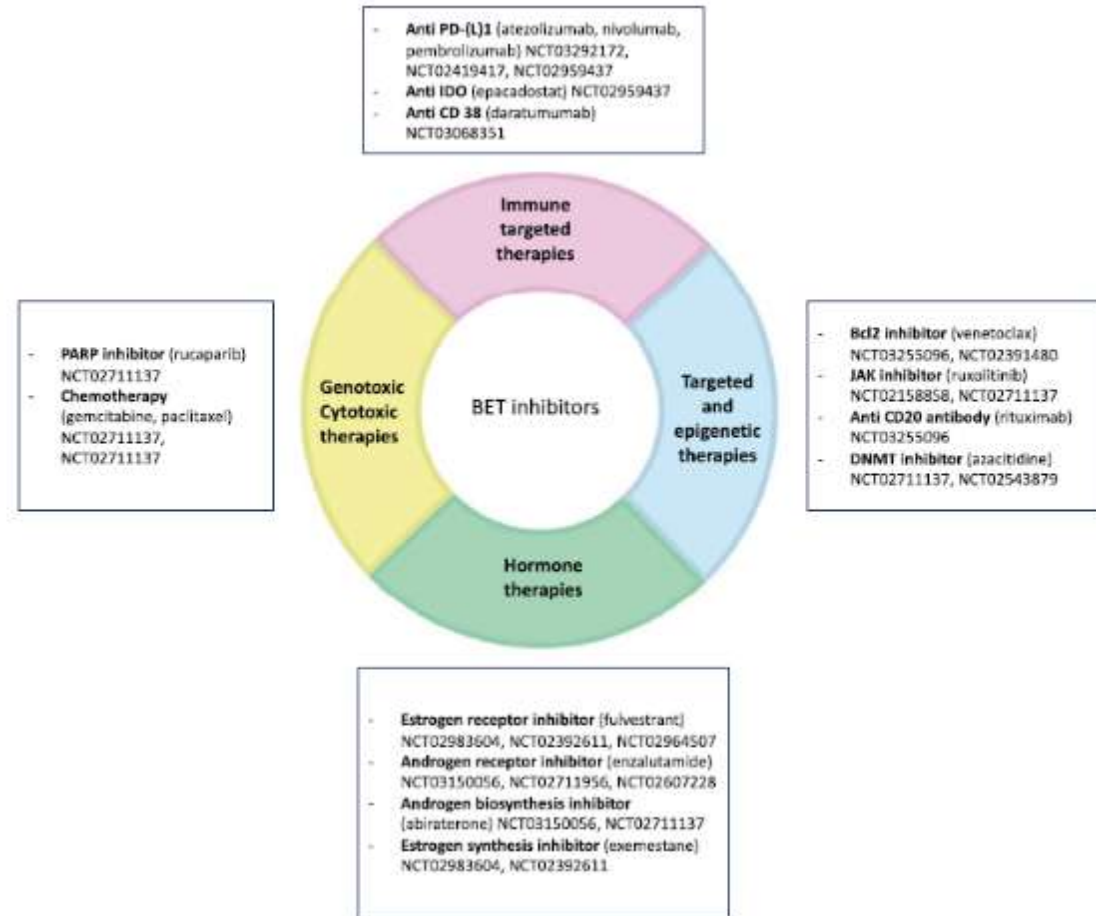 - Anti PD-(L)1 (atezolizumab, nivolumab,
pembrolizumab) NCT03292172,
NCT02419417, NCT02959437
- Anti IDO (epacadostat) NCT02959437
- Anti CD 38 (daratumumab)
NCT03068351
Immune
targeted
therapies
- PARP inhibitor (rucaparib)
NCT02711137
- Chemotherapy
(gemcitabine, paclitaxel)
NCT02711137,
NCT02711137
Genotoxic
Cytotoxic
therapies
BET inhibitors
Targeted
and
epigenetic
therapies
- Bcl2 inhibitor (venetoclax)
NCT03255096, NCT02391480
- JAK inhibitor (ruxolitinib)
NCT02158858, NCT02711137
- Anti CD20 antibody (rituximab)
NCT03255096
- DNMT inhibitor (azacitidine)
NCT02711137, NCT02543879
Hormone
therapies
- Estrogen receptor inhibitor (fulvestrant)
NCT02983604, NCT02392611, NCT02964507
- Androgen receptor inhibitor (enzalutamide)
NCT03150056, NCT02711956, NCT02607228
- Androgen biosynthesis inhibitor
(abiraterone) NCT03150056, NCT02711137
- Estrogen synthesis inhibitor (exemestane)
NCT02983604, NCT02392611